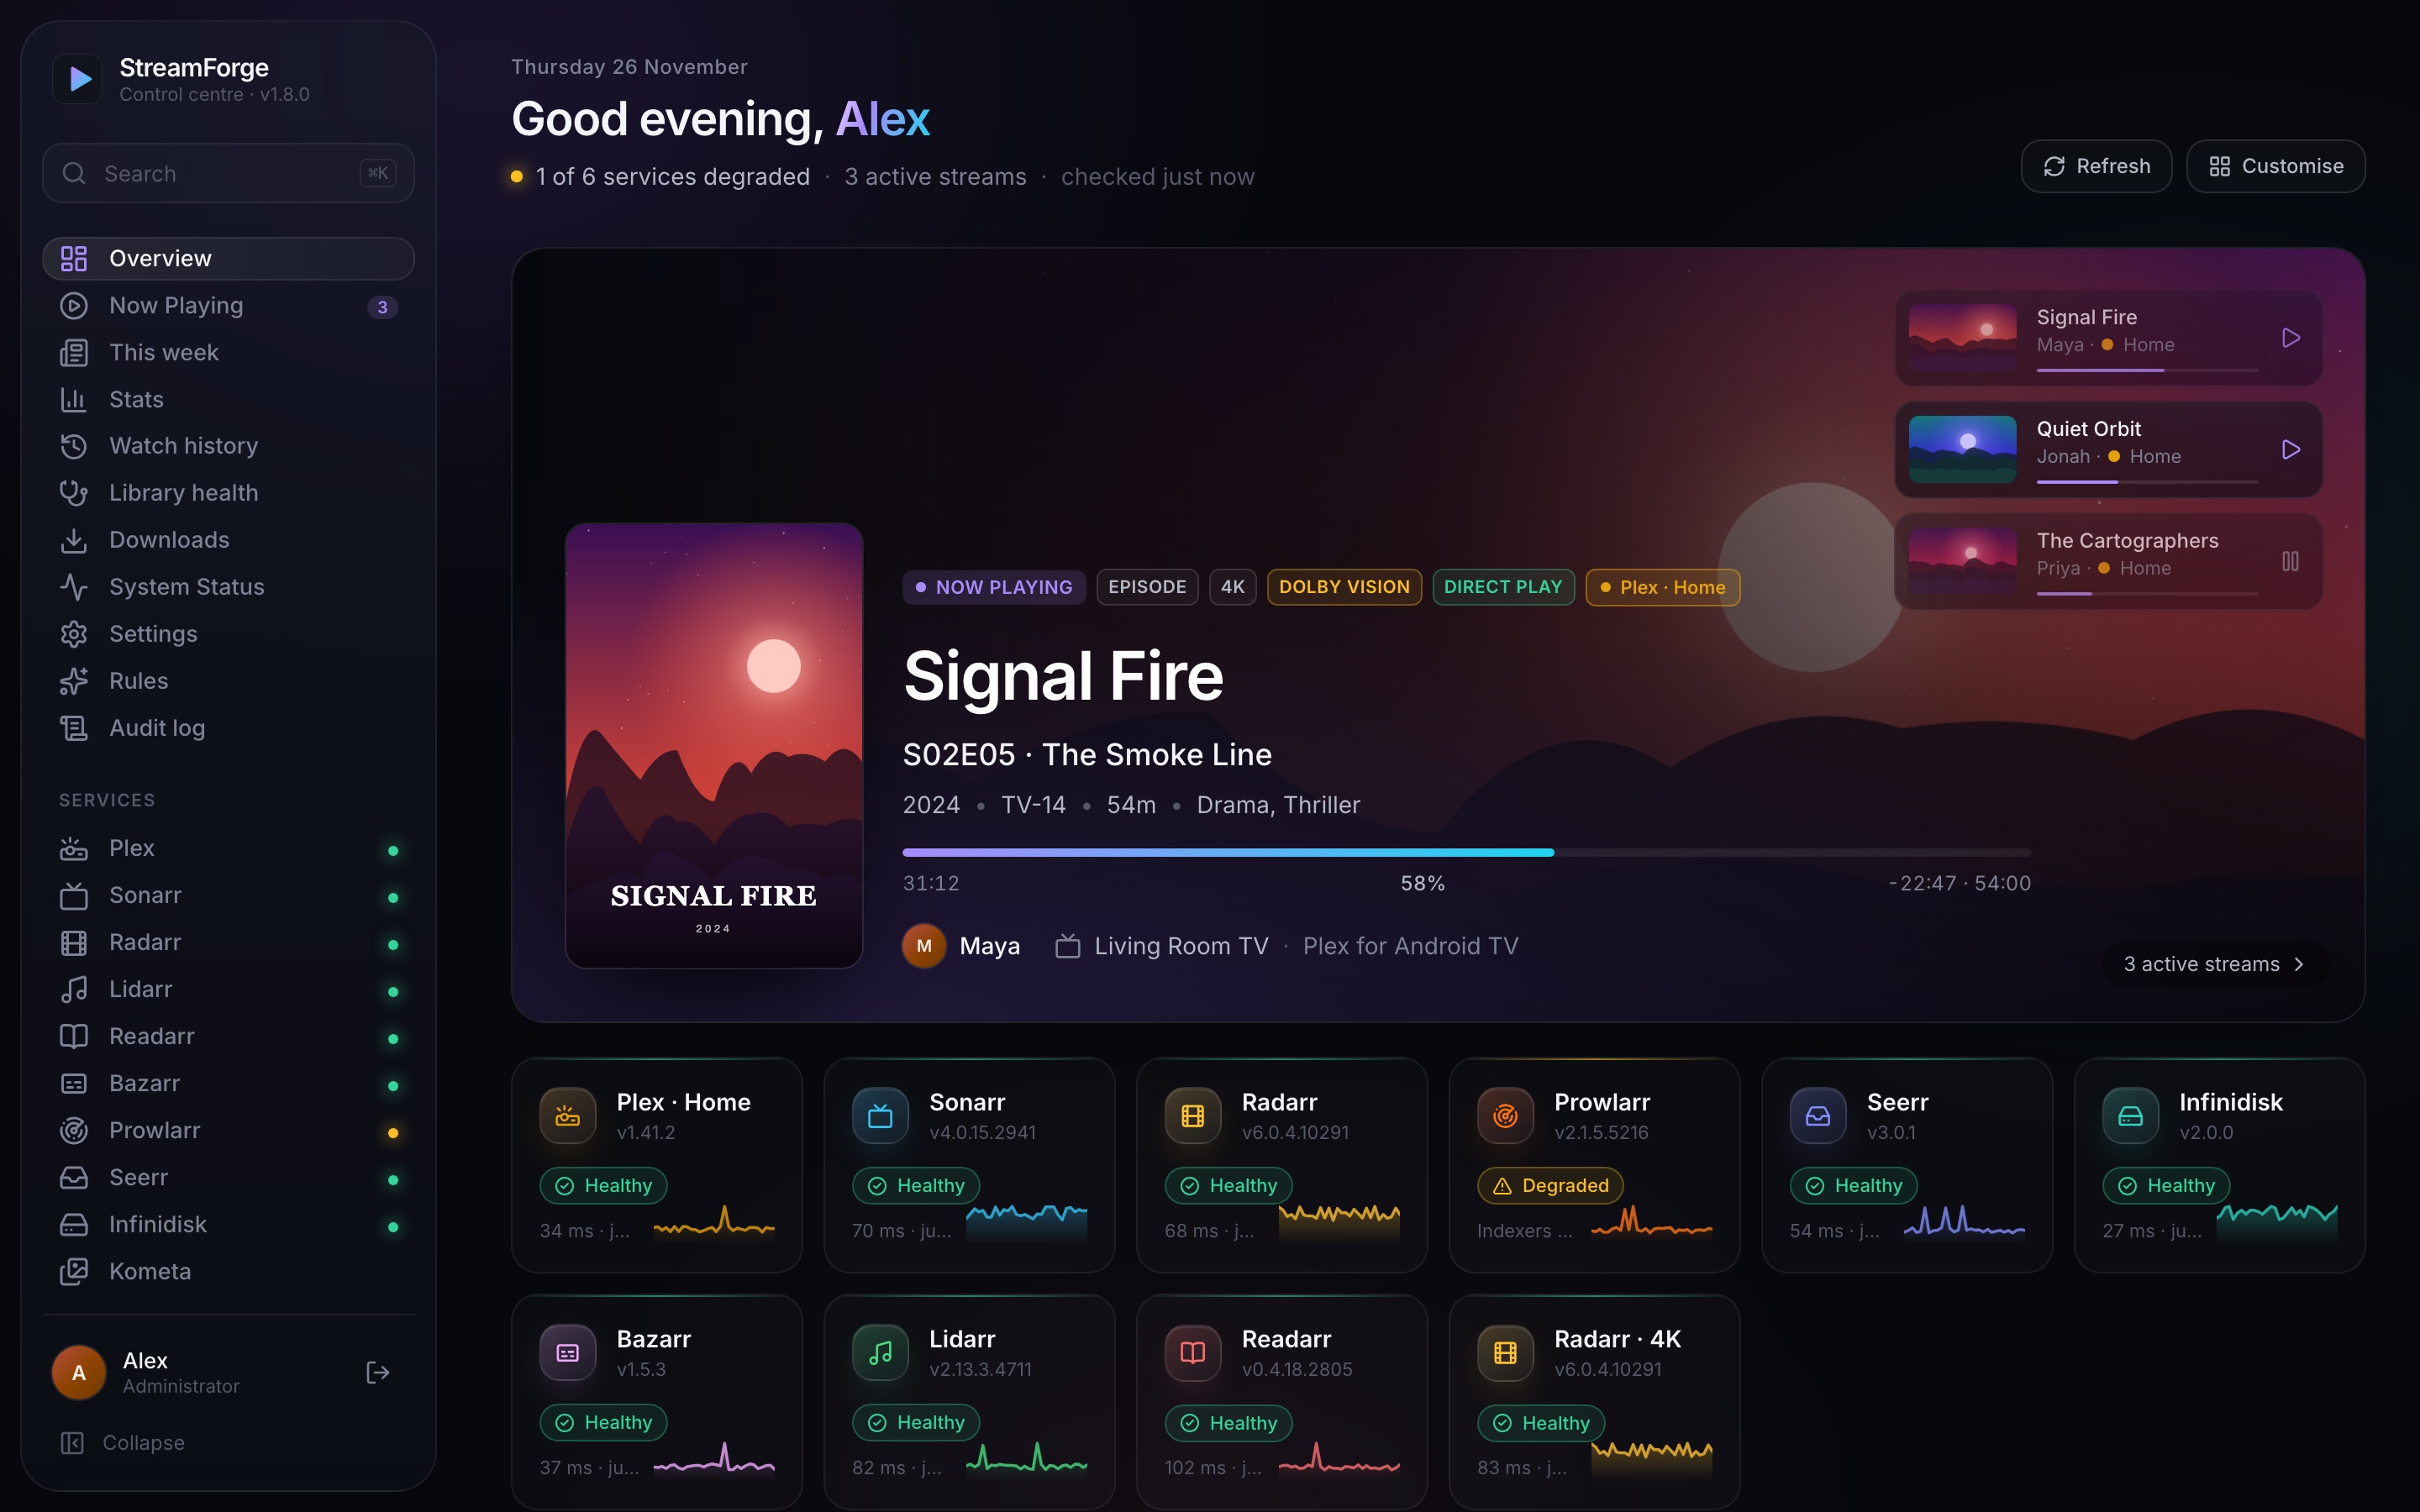 StreamForge
Control centre · v1.8.0
Search
⌘K
Overview
Now Playing
3
This week
Stats
Watch history
Library health
Downloads
System Status
Settings
Rules
Audit log
SERVICES
Plex
Sonarr
Radarr
Lidarr
Readarr
Bazarr
Prowlarr
Seerr
Infinidisk
Kometa
A
Alex
Administrator
Collapse
Thursday 26 November
Good evening, Alex
1 of 6 services degraded · 3 active streams · checked just now
Refresh
Customise
Signal Fire
Maya · Home
Quiet Orbit
Jonah · Home
The Cartographers
Priya · Home
SIGNAL FIRE
2024
NOW PLAYING
EPISODE
4K
DOLBY VISION
DIRECT PLAY
Plex · Home
Signal Fire
S02E05 · The Smoke Line
2024 • TV-14 • 54m • Drama, Thriller
31:12
58%
-22:47 · 54:00
M
Maya
Living Room TV · Plex for Android TV
3 active streams
Plex · Home
v1.41.2
Healthy
34 ms · j...
Sonarr
v4.0.15.2941
Healthy
70 ms · ju...
Radarr
v6.0.4.10291
Healthy
68 ms · j...
Prowlarr
v2.1.5.5216
Degraded
Indexers ...
Seerr
v3.0.1
Healthy
54 ms · j...
Infinidisk
v2.0.0
Healthy
27 ms · ju...
Bazarr
v1.5.3
Healthy
37 ms · ju...
Lidarr
v2.13.3.4711
Healthy
82 ms · j...
Readarr
v0.4.18.2805
Healthy
102 ms · j...
Radarr · 4K
v6.0.4.10291
Healthy
83 ms · j...